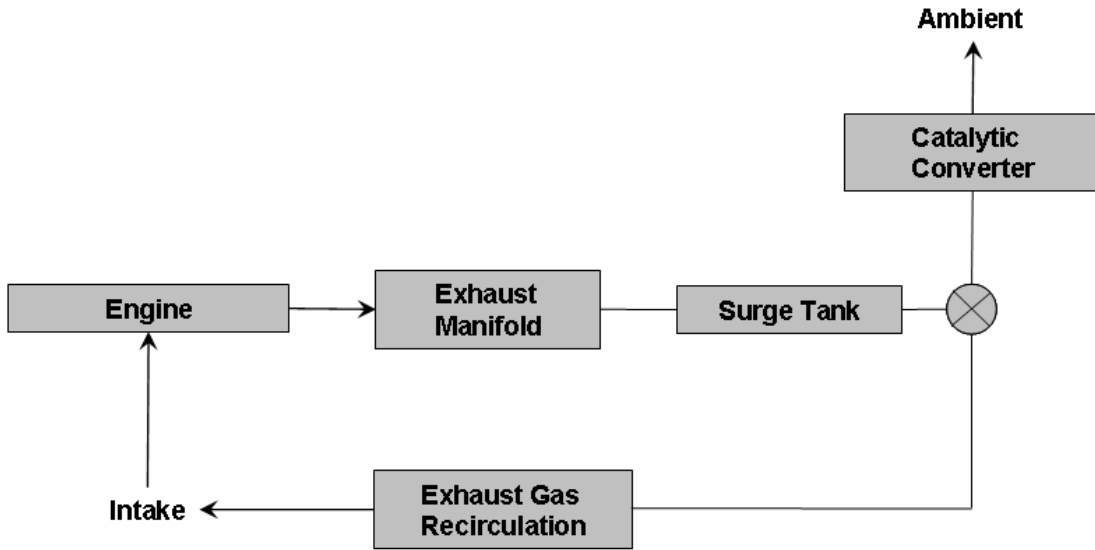 Ambient
Catalytic
Converter
Engine
Exhaust
Manifold
Surge Tank
Intake
Exhaust Gas
Recirculation